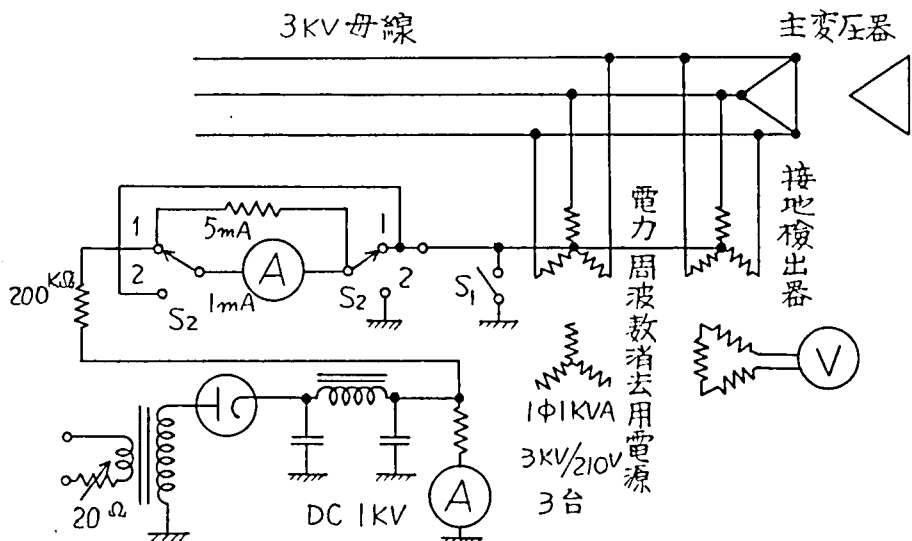 3KV母線
主変圧器
接地検出器
電力周波数消去用電源
1
5mA
1
A
2
1mA
S2
S2
2
S1
200KΩ
V
1φ1KVA
3KV/210V
3台
20Ω
DC 1KV
A